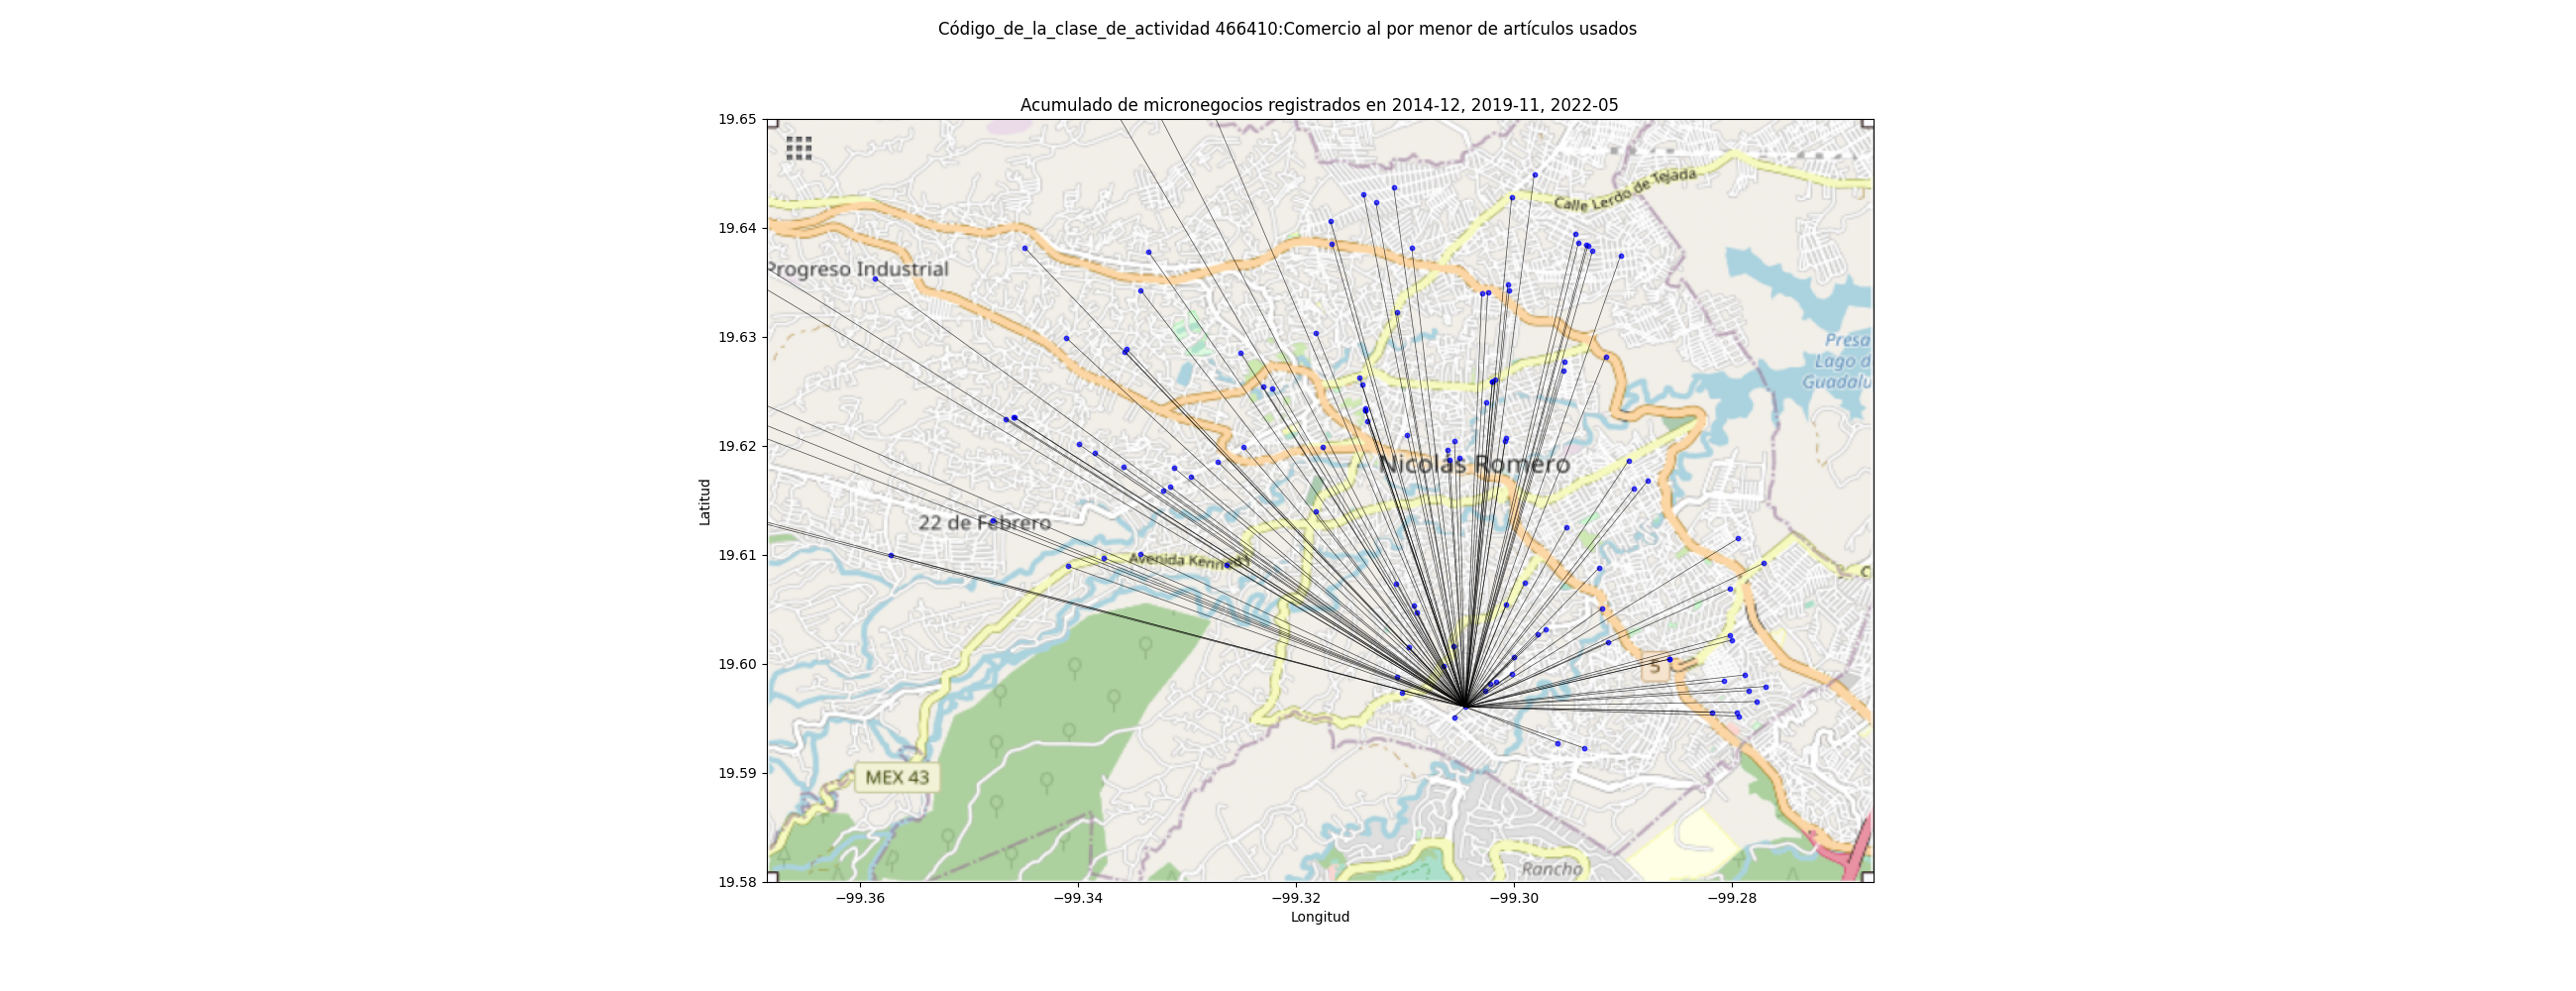 Código_de_la_clase_de_actividad 466410:Comercio al por menor de artículos usados
Acumulado de micronegocios registrados en 2014-12, 2019-11, 2022-05
19.65
19.64
19.63
19.62
19.61
19.60
19.59
19.58
Latitud
−99.36
−99.34
−99.32
−99.30
−99.28
Longitud
Calle Lerdo de Tejada
Progreso Industrial
Presa
Lago d
Guadalu
Nicolás Romero
22 de Febrero
Avenida Kennedy
C
5
MEX 43
Rancho